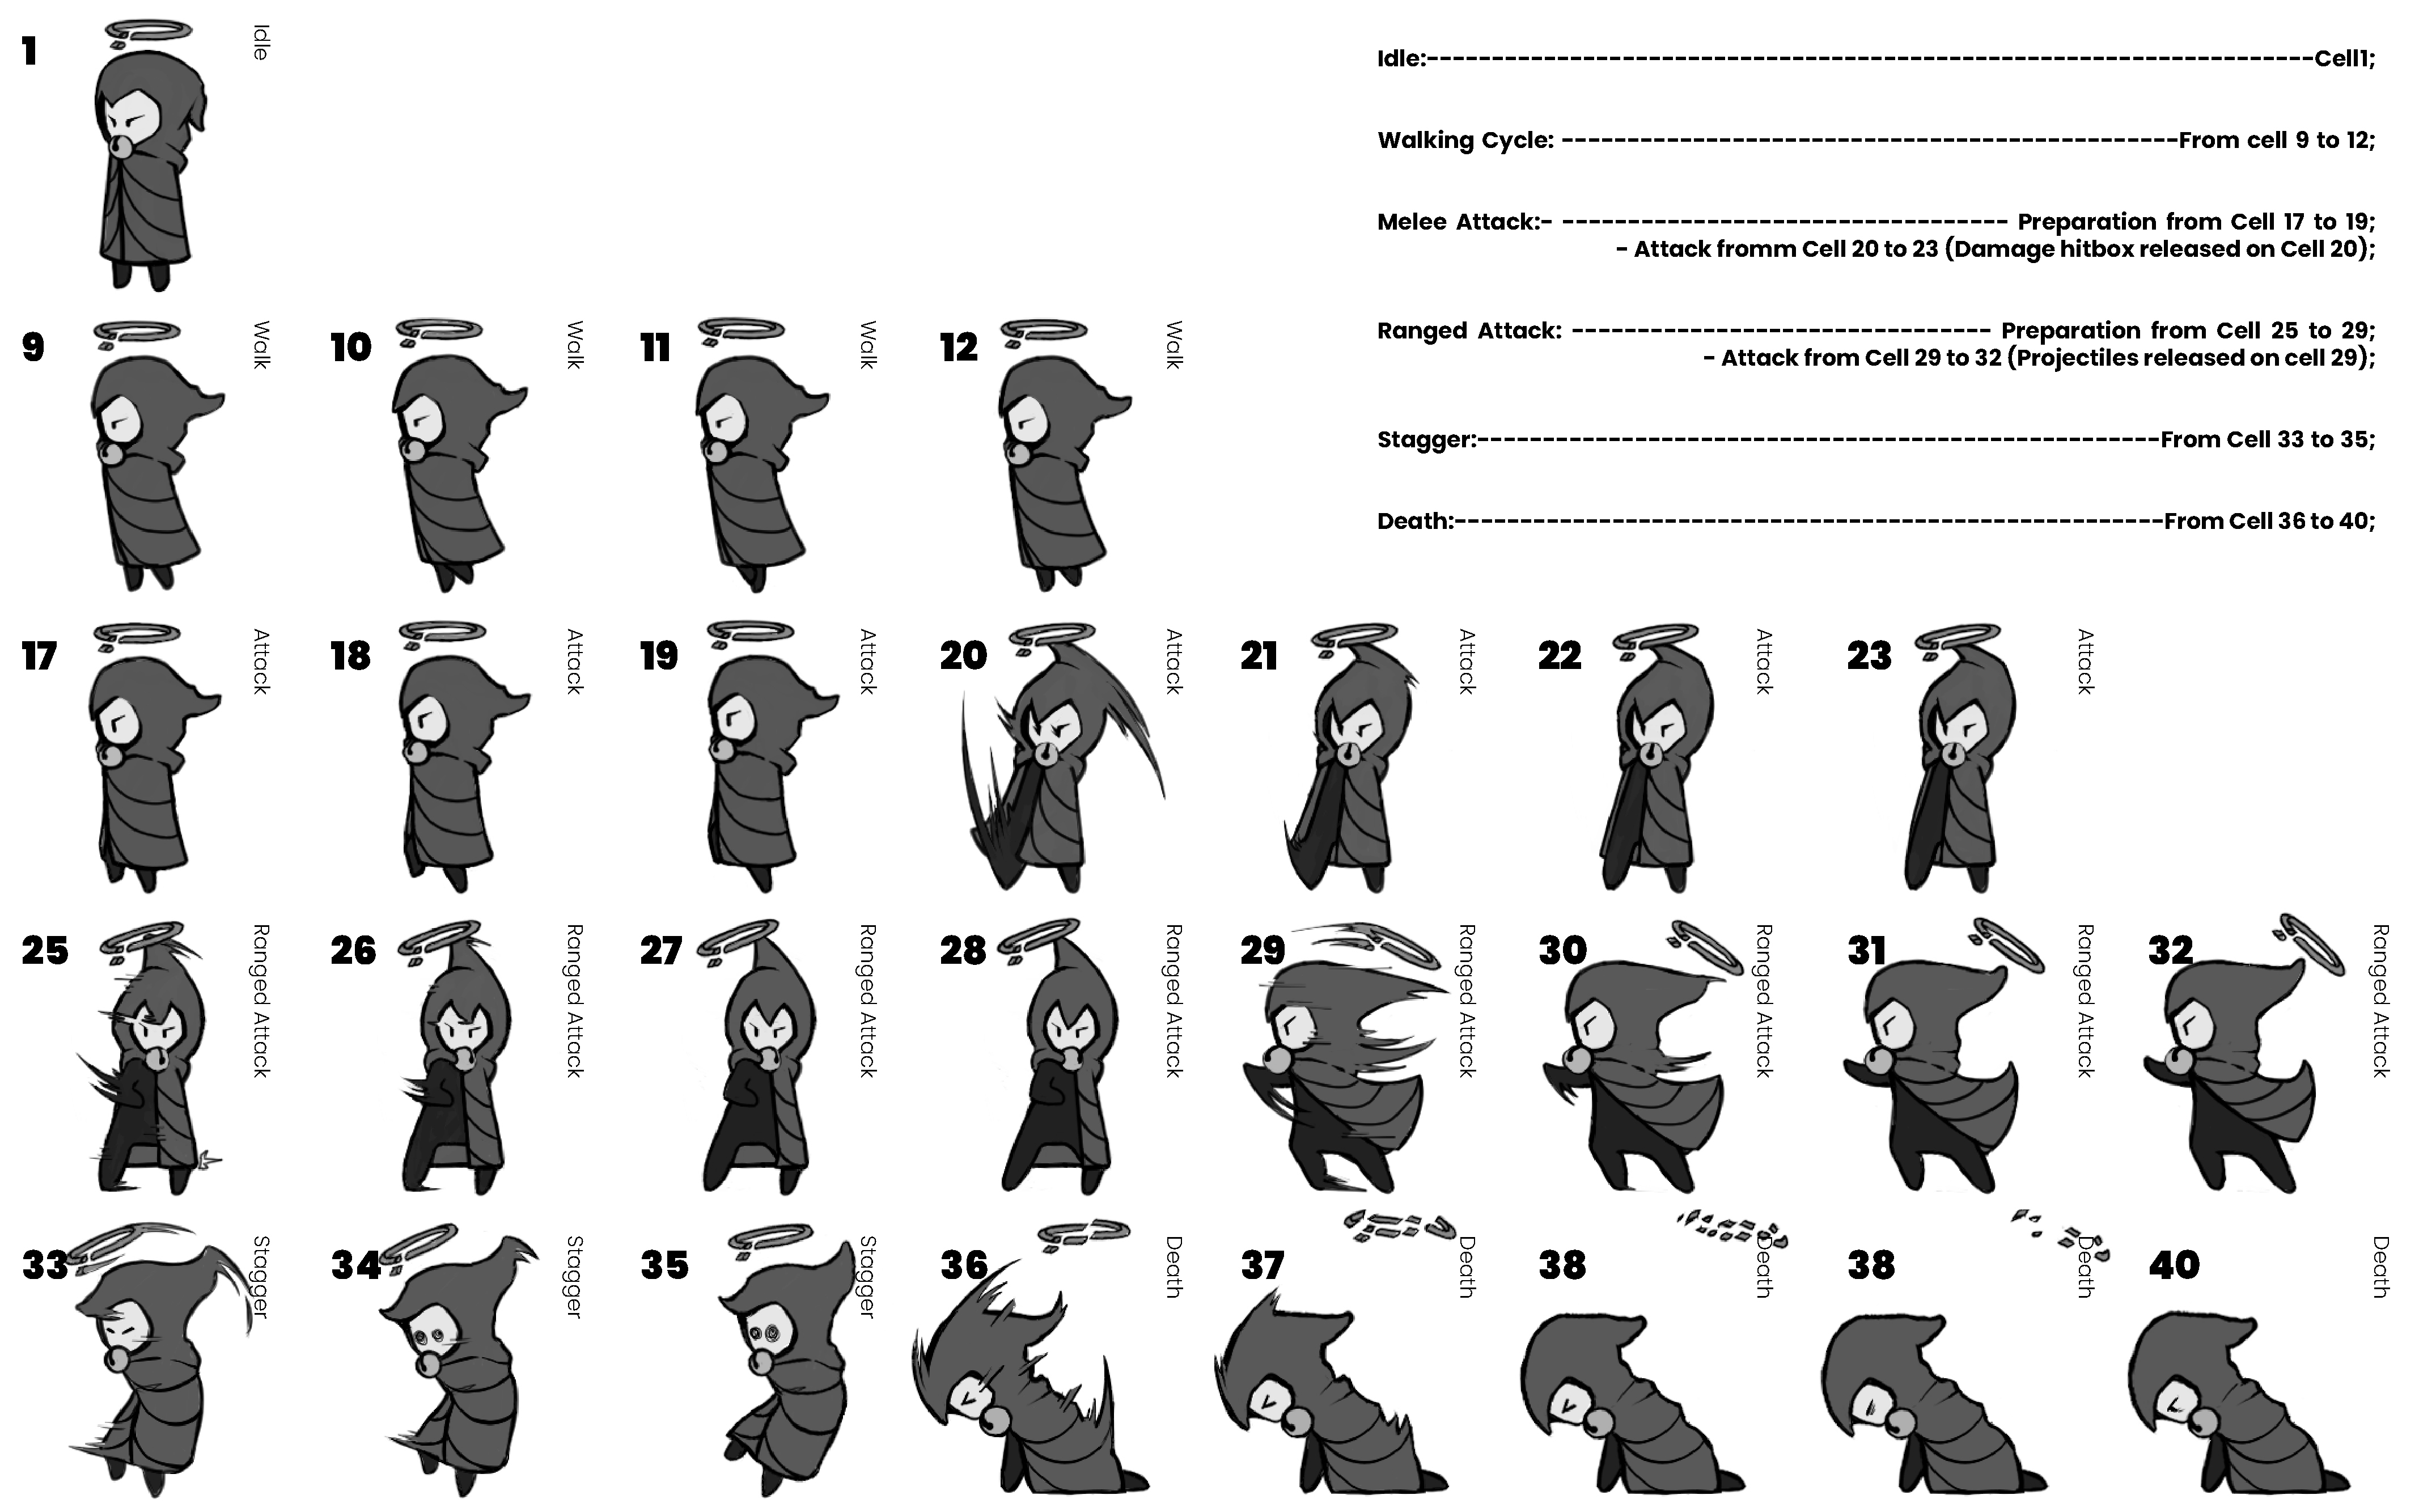 1
Idle
Idle:--------------------------------------------------------------------Cell1;
Walking Cycle: -----------------------------------------------From cell 9 to 12;
Melee Attack:- ---------------------------------- Preparation from Cell 17 to 19;
- Attack fromm Cell 20 to 23 (Damage hitbox released on Cell 20);
Ranged Attack: -------------------------------- Preparation from Cell 25 to 29;
- Attack from Cell 29 to 32 (Projectiles released on cell 29);
Stagger:----------------------------------------------------From Cell 33 to 35;
Death:------------------------------------------------------From Cell 36 to 40;
9
Walk
10
Walk
11
Walk
12
Walk
17
Attack
18
Attack
19
Attack
20
Attack
21
Attack
22
Attack
23
Attack
25
Ranged Attack
26
Ranged Attack
27
Ranged Attack
28
Ranged Attack
29
Ranged Attack
30
Ranged Attack
31
Ranged Attack
32
Ranged Attack
33
Stagger
34
Stagger
35
Stagger
36
Death
37
Death
38
Death
38
Death
40
Death